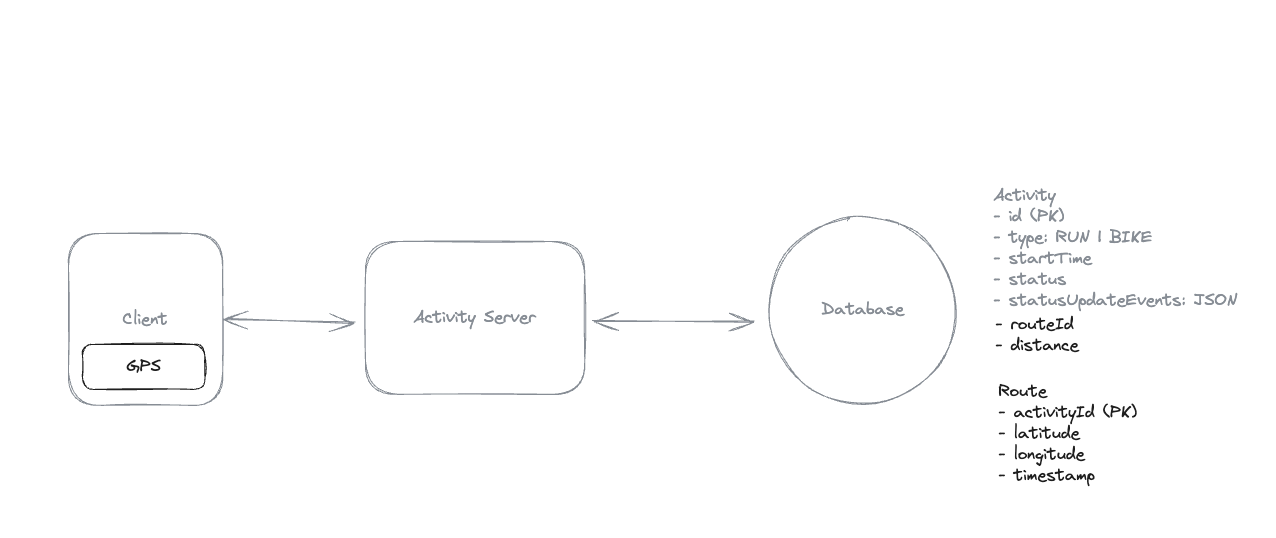 Client
GPS
Activity Server
Database
Activity
- id (PK)
- type: RUN | BIKE
- startTime
- status
- statusUpdateEvents: JSON
- routeId
- distance
Route
- activityId (PK)
- latitude
- longitude
- timestamp